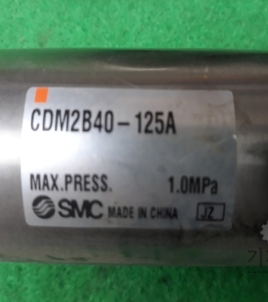 CDM2B40-125A
MAX.PRESS. 1.0MPa
SMC MADE IN CHINA JZ